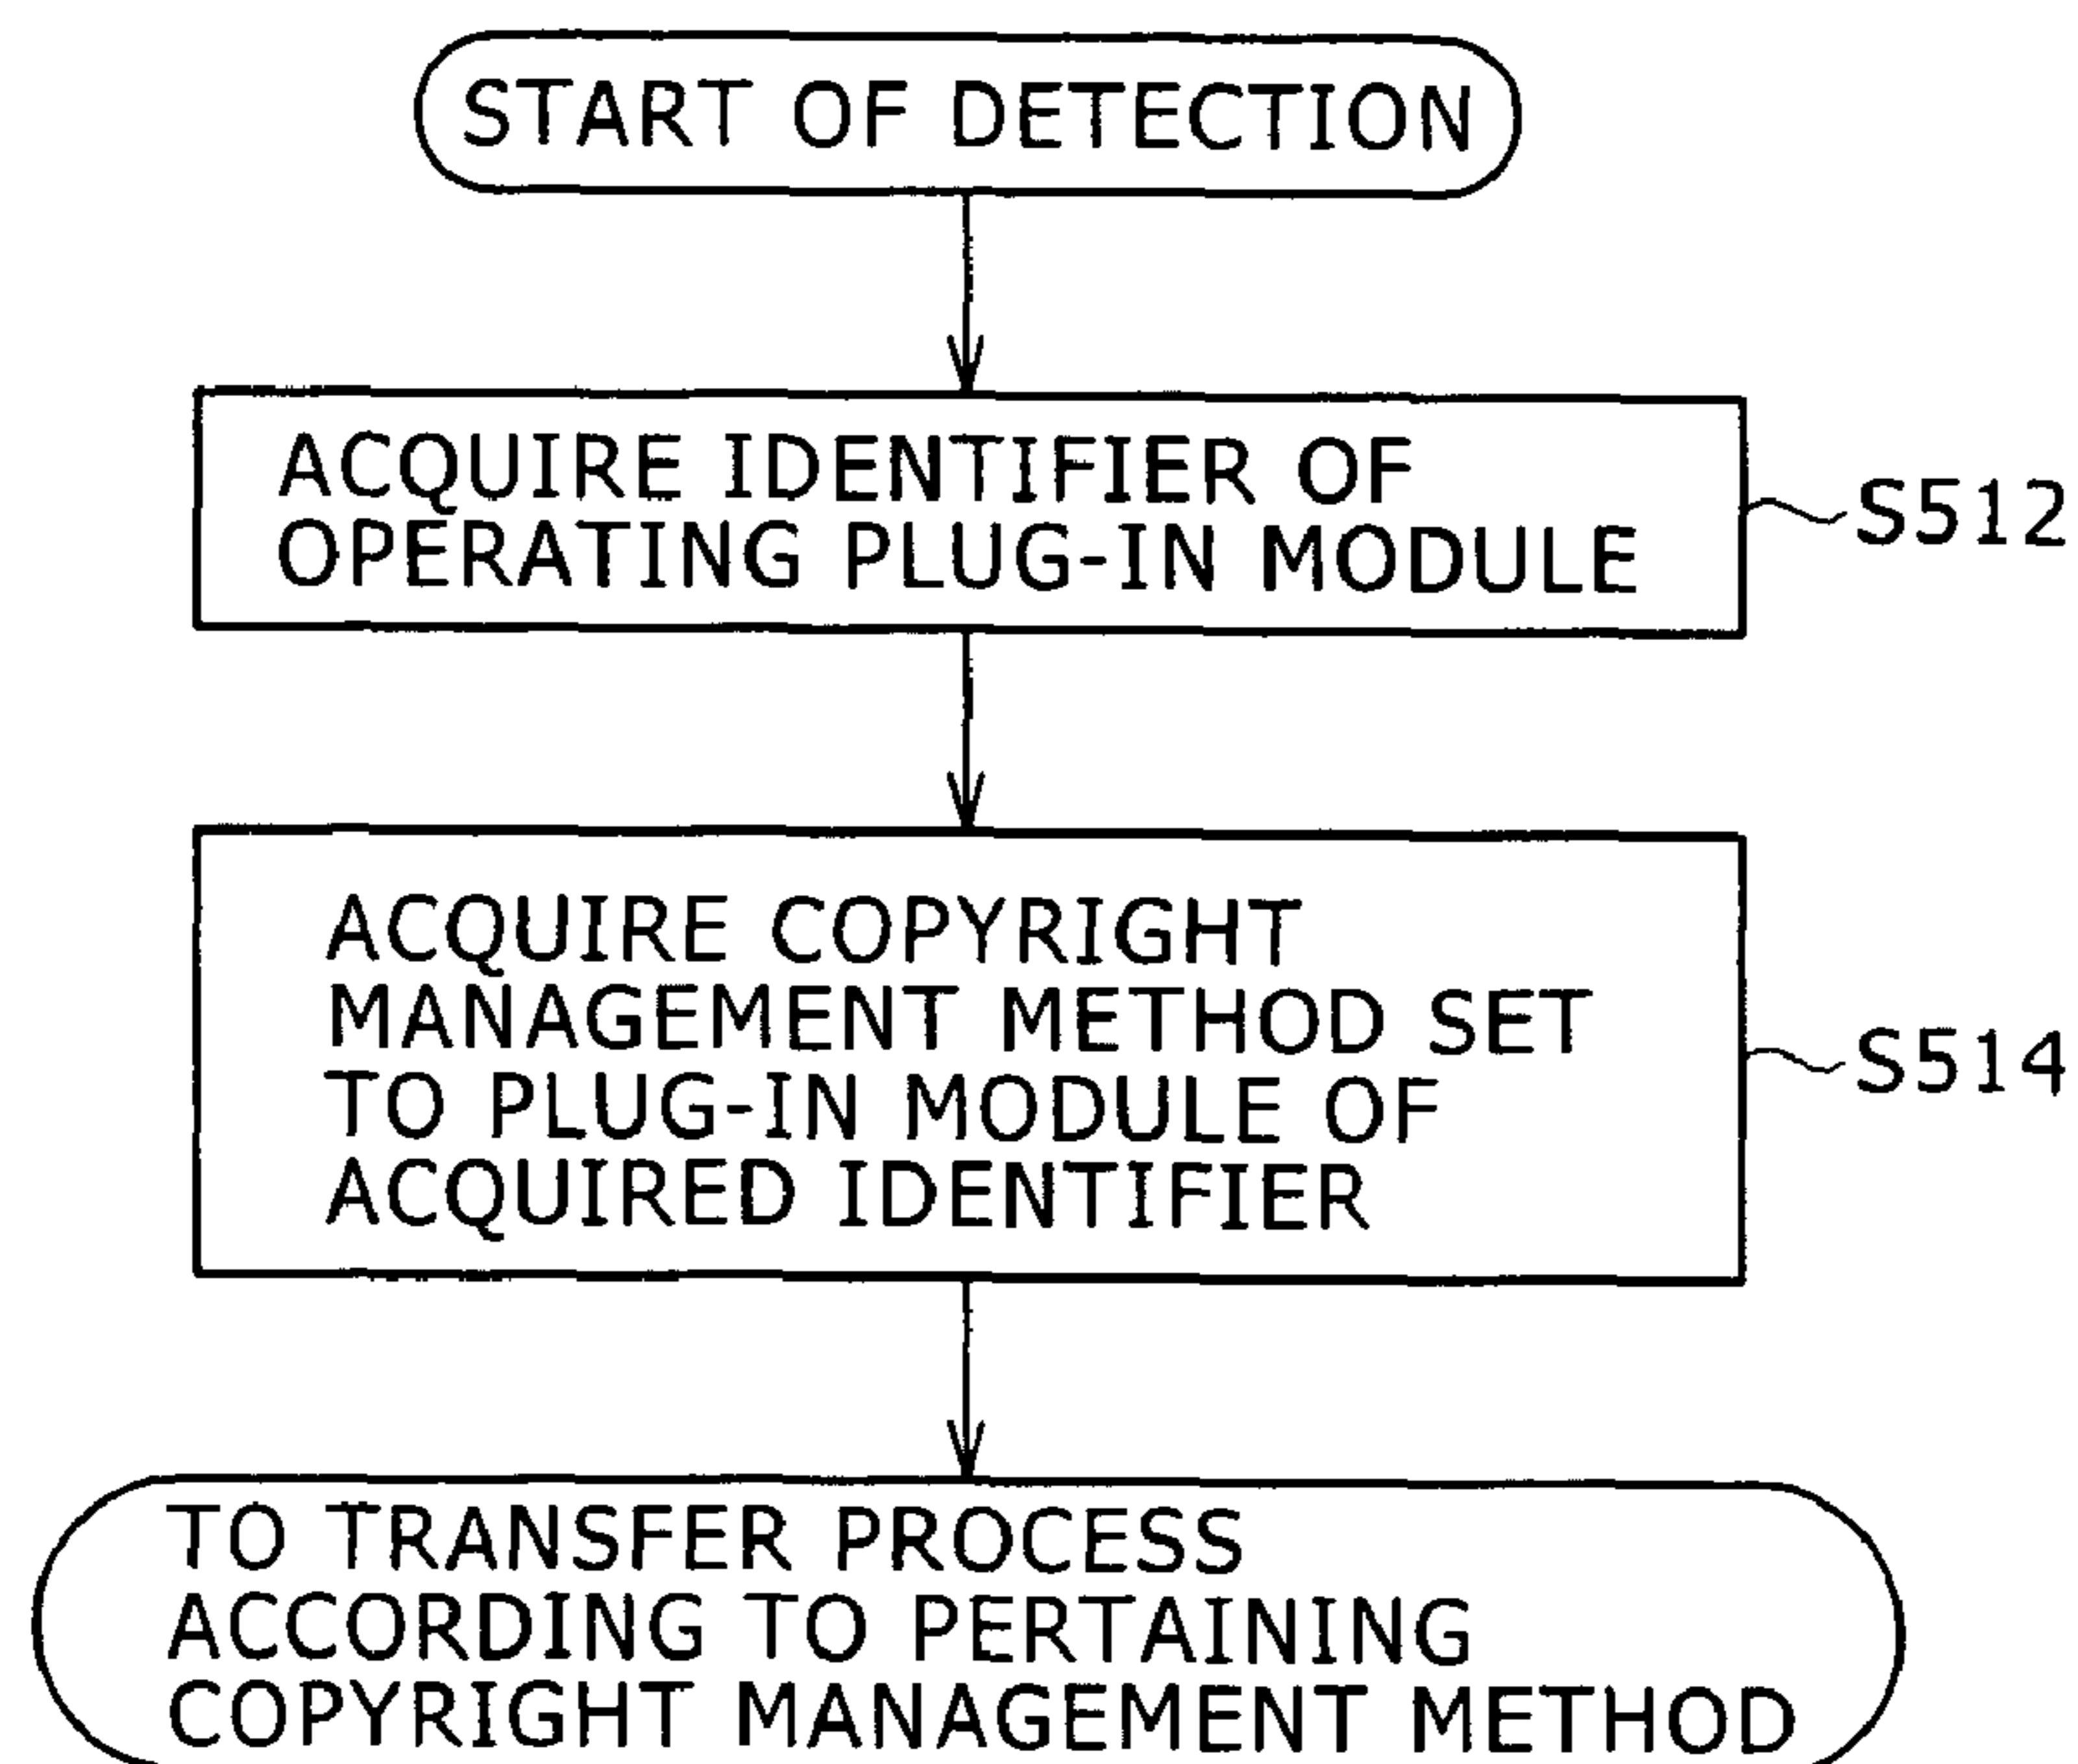 START OF DETECTION
ACQUIRE IDENTIFIER OF
OPERATING PLUG-IN MODULE
S512
ACQUIRE COPYRIGHT
MANAGEMENT METHOD SET
TO PLUG-IN MODULE OF
ACQUIRED IDENTIFIER
S514
TO TRANSFER PROCESS
ACCORDING TO PERTAINING
COPYRIGHT MANAGEMENT METHOD